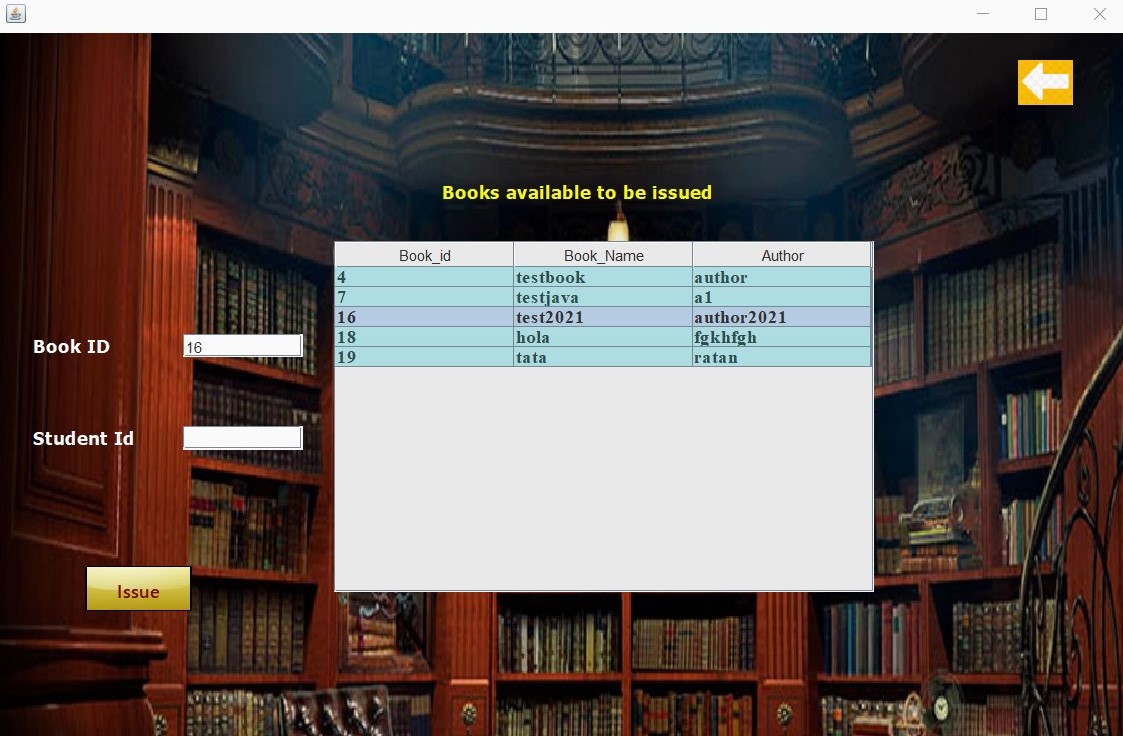 Books available to be issued
Book_id Book_Name Author
4 testbook author
7 testjava a1
16 test2021 author2021
18 hola fgkhfgh
19 tata ratan
Book ID 16
Student Id
Issue